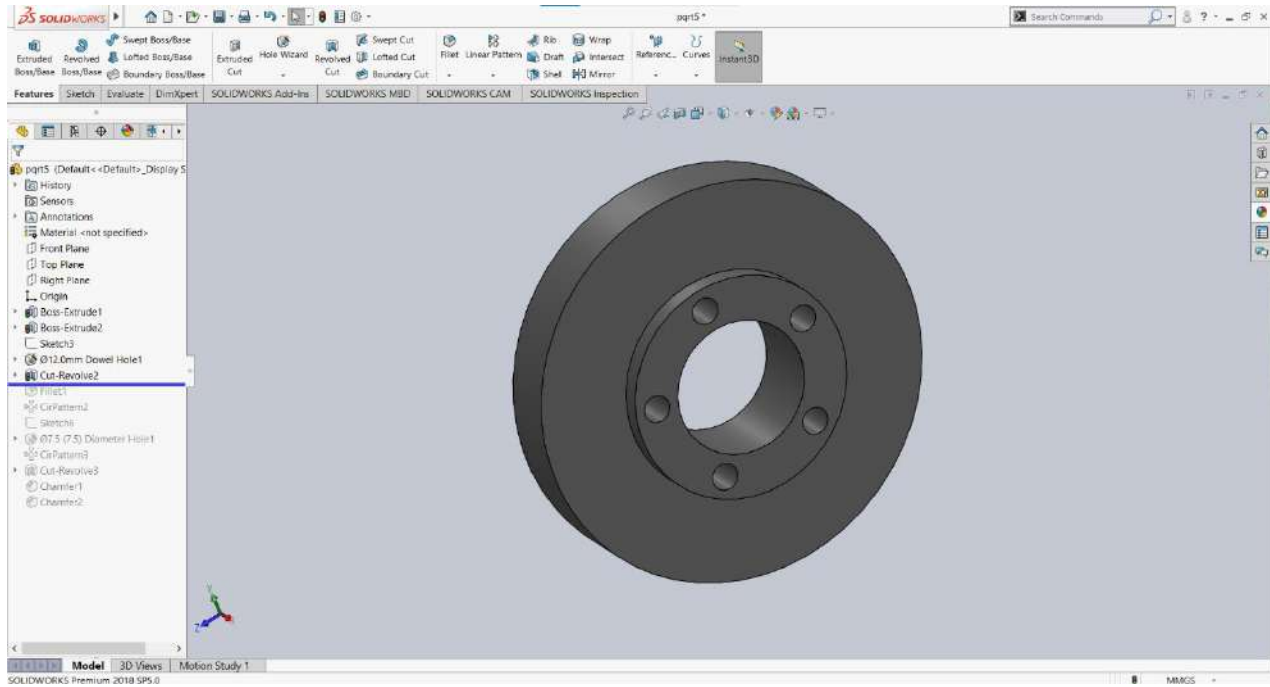 SOLIDWORKS
pqrt5 *
Search Commands
Extruded Boss/Base
Revolved Boss/Base
Swept Boss/Base
Lofted Boss/Base
Boundary Boss/Base
Extruded Cut
Hole Wizard
Revolved Cut
Swept Cut
Lofted Cut
Boundary Cut
Fillet
Linear Pattern
Rib
Draft
Shell
Wrap
Intersect
Mirror
Referenc...
Curves
Instant3D
Features Sketch Evaluate DimXpert SOLIDWORKS Add-Ins SOLIDWORKS MBD SOLIDWORKS CAM SOLIDWORKS Inspection
pqrt5 (Default<<Default>_Display S
History
Sensors
Annotations
Material <not specified>
Front Plane
Top Plane
Right Plane
Origin
Boss-Extrude1
Boss-Extrude2
Sketch3
Ø12.0mm Dowel Hole1
Cut-Revolve2
Fillet1
CirPattern2
Sketch6
Ø7.5 (7.5) Diameter Hole1
CirPattern3
Cut-Revolve3
Chamfer1
Chamfer2
Y
Z
Model 3D Views Motion Study 1
SOLIDWORKS Premium 2018 SP5.0
MMGS